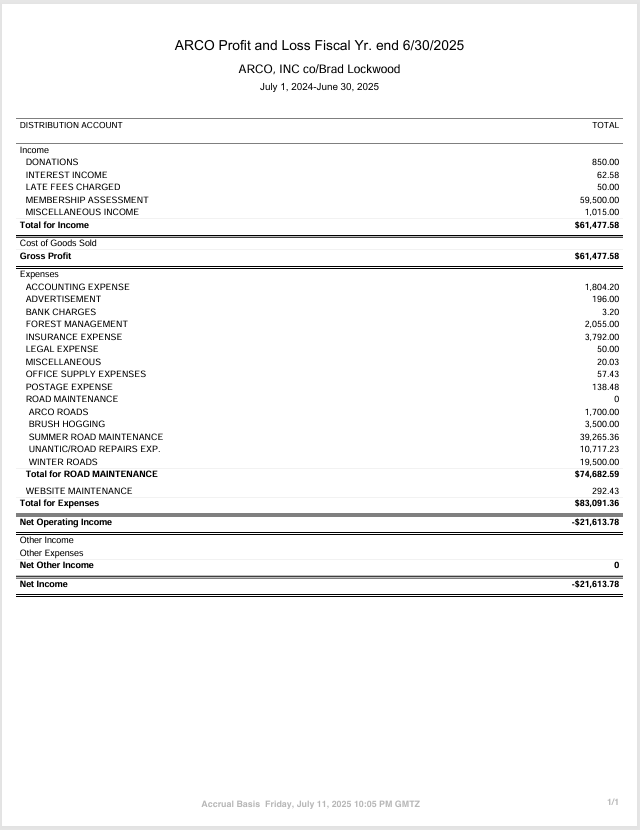 ARCO Profit and Loss Fiscal Yr. end 6/30/2025
ARCO, INC co/Brad Lockwood
July 1, 2024-June 30, 2025
DISTRIBUTION ACCOUNT TOTAL
Income
DONATIONS 850.00
INTEREST INCOME 62.58
LATE FEES CHARGED 50.00
MEMBERSHIP ASSESSMENT 59,500.00
MISCELLANEOUS INCOME 1,015.00
Total for Income $61,477.58
Cost of Goods Sold
Gross Profit $61,477.58
Expenses
ACCOUNTING EXPENSE 1,804.20
ADVERTISEMENT 196.00
BANK CHARGES 3.20
FOREST MANAGEMENT 2,055.00
INSURANCE EXPENSE 3,792.00
LEGAL EXPENSE 50.00
MISCELLANEOUS 20.03
OFFICE SUPPLY EXPENSES 57.43
POSTAGE EXPENSE 138.48
ROAD MAINTENANCE 0
ARCO ROADS 1,700.00
BRUSH HOGGING 3,500.00
SUMMER ROAD MAINTENANCE 39,265.36
UNANTIC/ROAD REPAIRS EXP. 10,717.23
WINTER ROADS 19,500.00
Total for ROAD MAINTENANCE $74,682.59
WEBSITE MAINTENANCE 292.43
Total for Expenses $83,091.36
Net Operating Income -$21,613.78
Other Income
Other Expenses
Net Other Income 0
Net Income -$21,613.78
Accrual Basis Friday, July 11, 2025 10:05 PM GMTZ
1/1